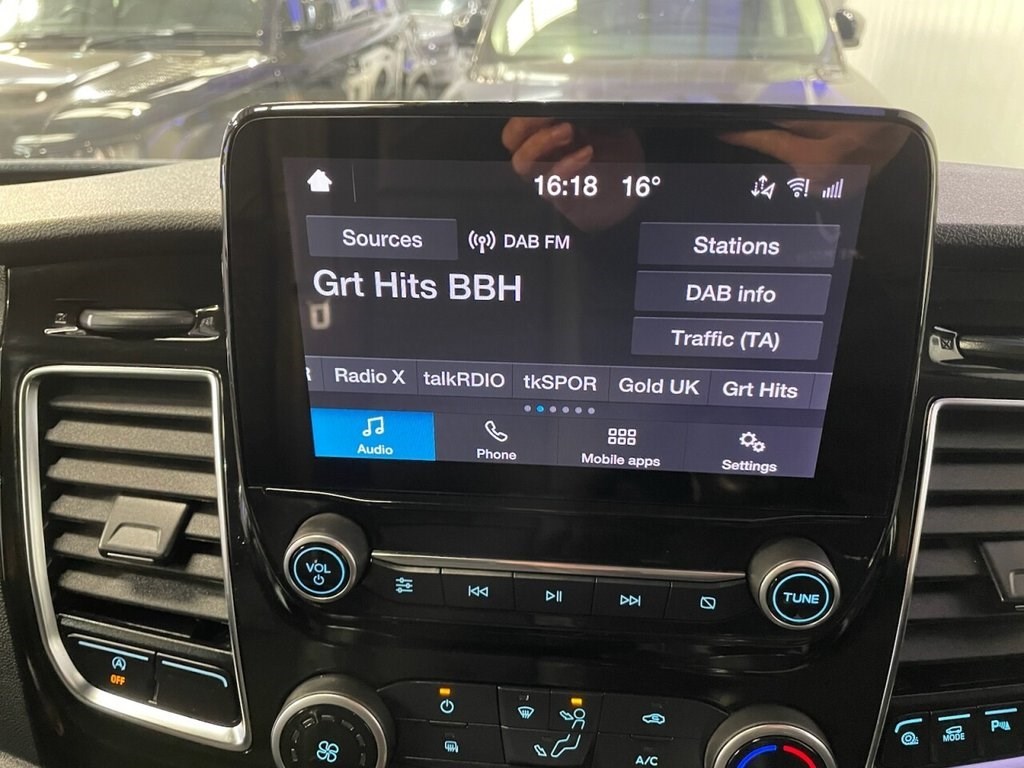 16:18 16°
Sources DAB FM Stations
Grt Hits BBH DAB info
Traffic (TA)
Radio X talkRDIO tkSPOR Gold UK Grt Hits
Audio Phone Mobile apps Settings
VOL TUNE
A OFF
A/C
MODE
P